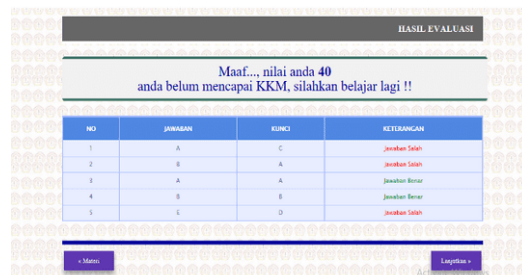 HASIL EVALUASI
Maaf..., nilai anda 40
anda belum mencapai KKM, silahkan belajar lagi !!
NO JAWABAN KUNCI KETERANGAN
1 A C Jawaban Salah
2 B A Jawaban Salah
3 A A Jawaban Benar
4 B B Jawaban Benar
5 E D Jawaban Salah
« Materi Lanjutkan »